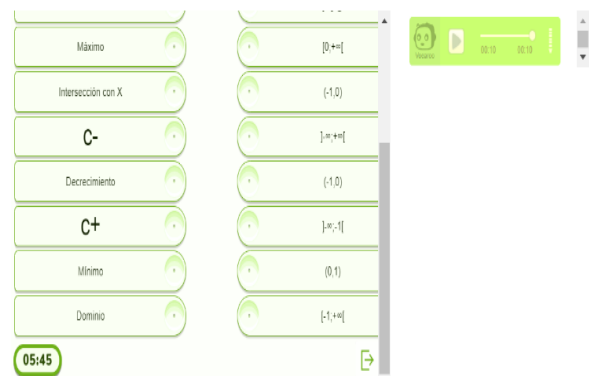 Máximo
[0,+∞[
Intersección con X
(-1,0)
C-
]-∞;+∞[
Decrecimiento
(-1,0)
C+
]-∞;-1[
Mínimo
(0,1)
Dominio
[-1,+∞[
05:45
00:10 00:10